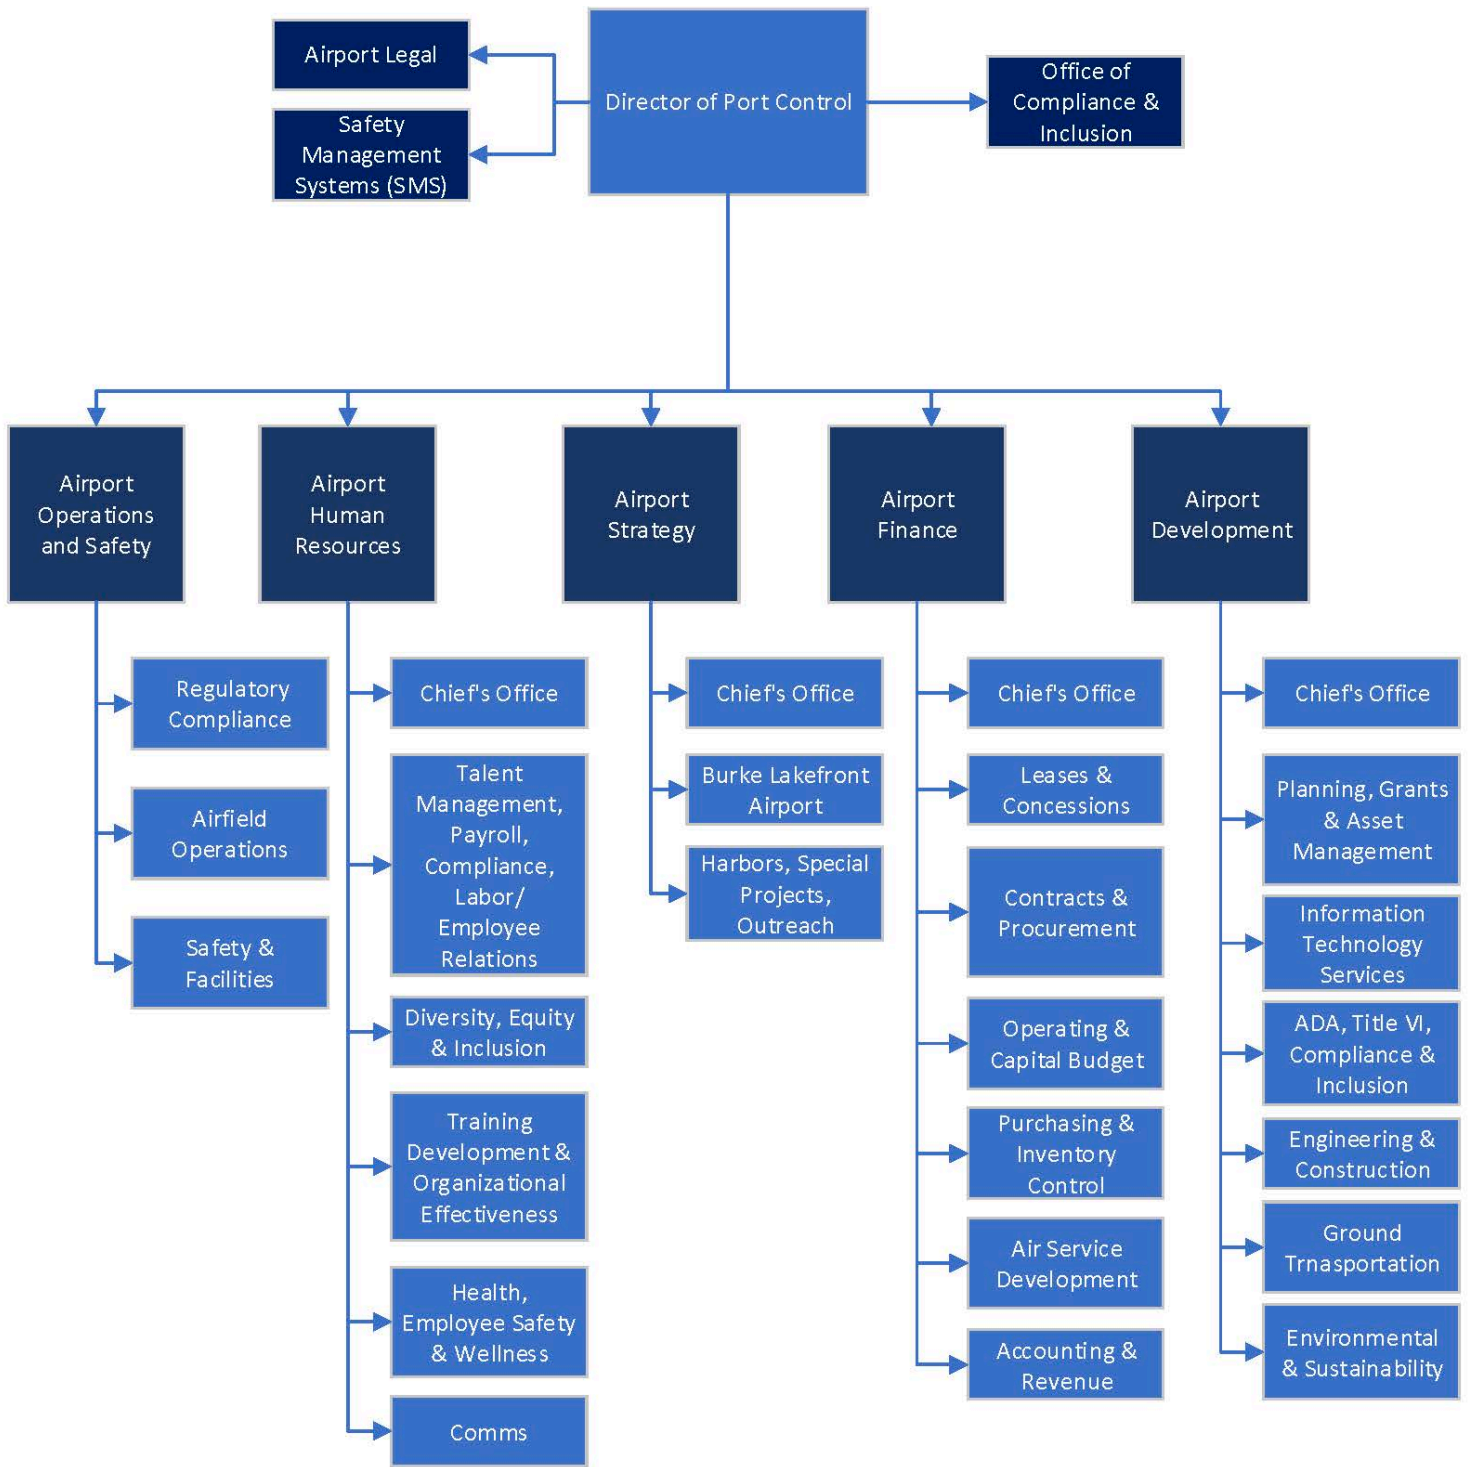 Airport Legal
Safety
Management
Systems (SMS)
Director of Port Control
Office of
Compliance &
Inclusion
Airport
Operations
and Safety
Airport
Human
Resources
Airport
Strategy
Airport
Finance
Airport
Development
Regulatory
Compliance
Airfield
Operations
Safety &
Facilities
Chief's Office
Talent
Management,
Payroll,
Compliance,
Labor/
Employee
Relations
Diversity, Equity
& Inclusion
Training
Development &
Organizational
Effectiveness
Health,
Employee Safety
& Wellness
Comms
Chief's Office
Burke Lakefront
Airport
Harbors, Special
Projects,
Outreach
Chief's Office
Leases &
Concessions
Contracts &
Procurement
Operating &
Capital Budget
Purchasing &
Inventory
Control
Air Service
Development
Accounting &
Revenue
Chief's Office
Planning, Grants
& Asset
Management
Information
Technology
Services
ADA, Title VI,
Compliance &
Inclusion
Engineering &
Construction
Ground
Trnasportation
Environmental
& Sustainability